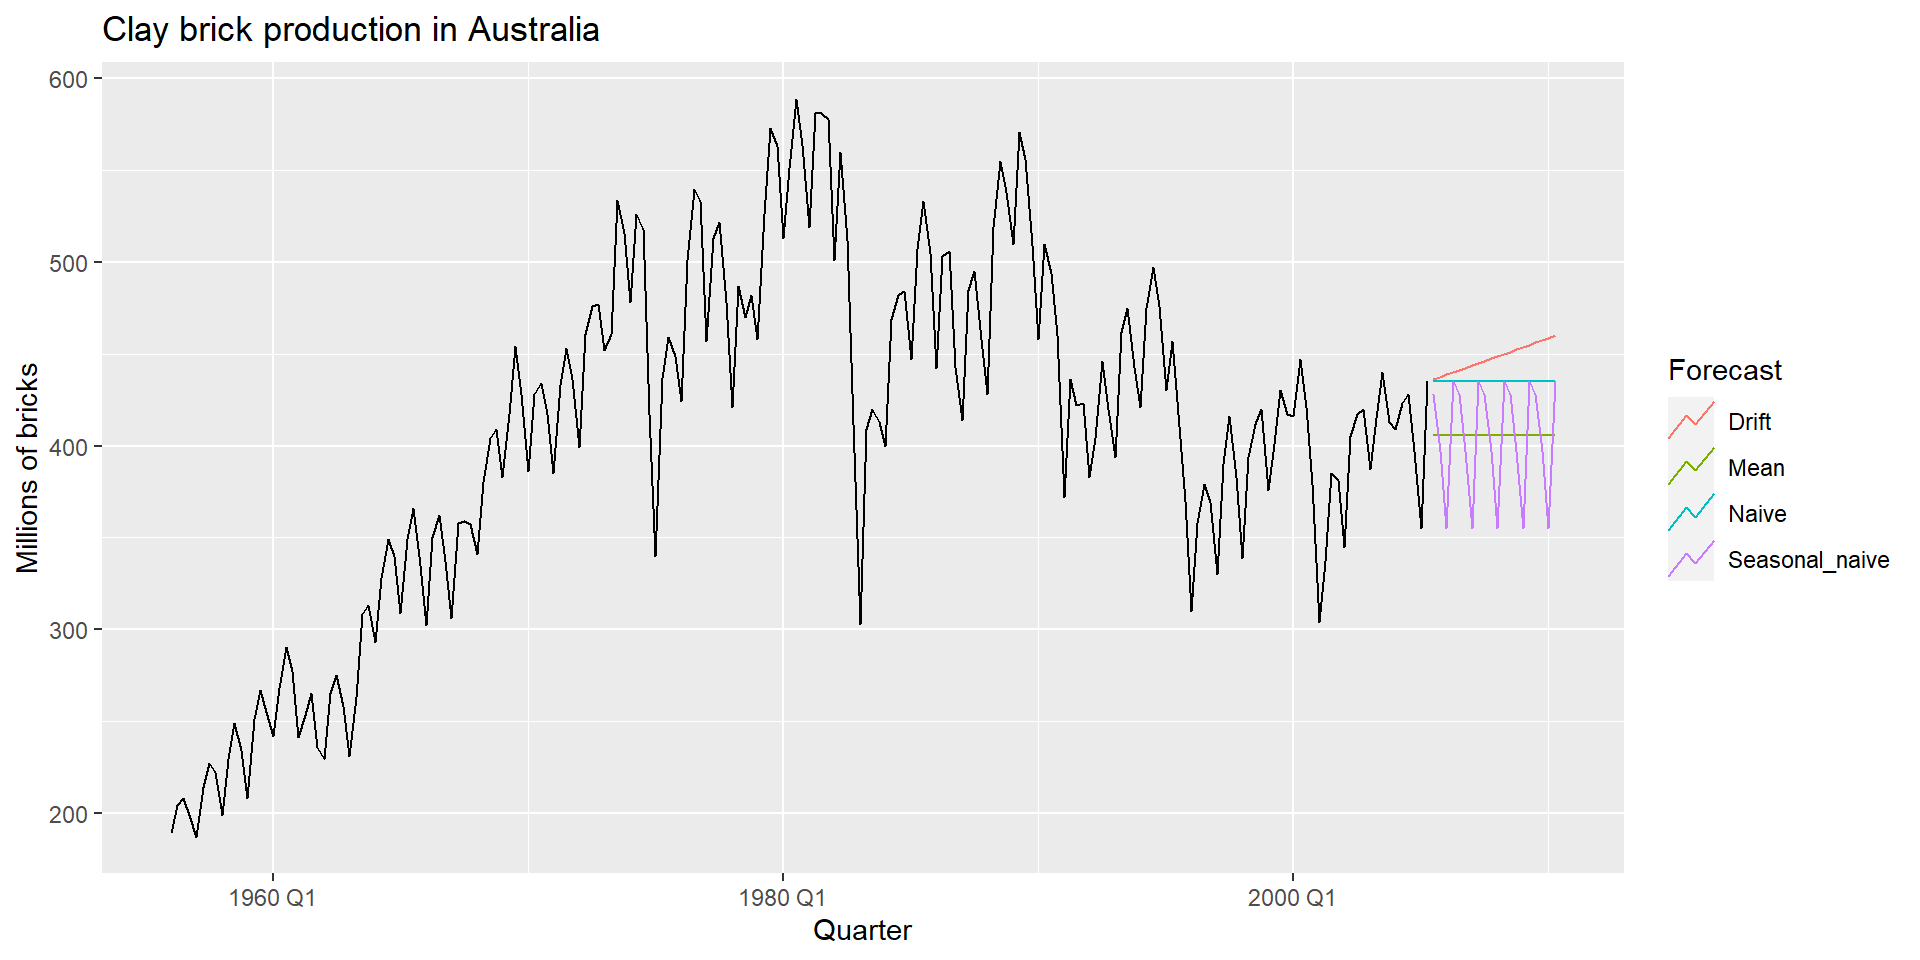 Clay brick production in Australia
600
500
400
300
200
Millions of bricks
1960 Q1
1980 Q1
2000 Q1
Quarter
Forecast
Drift
Mean
Naive
Seasonal_naive